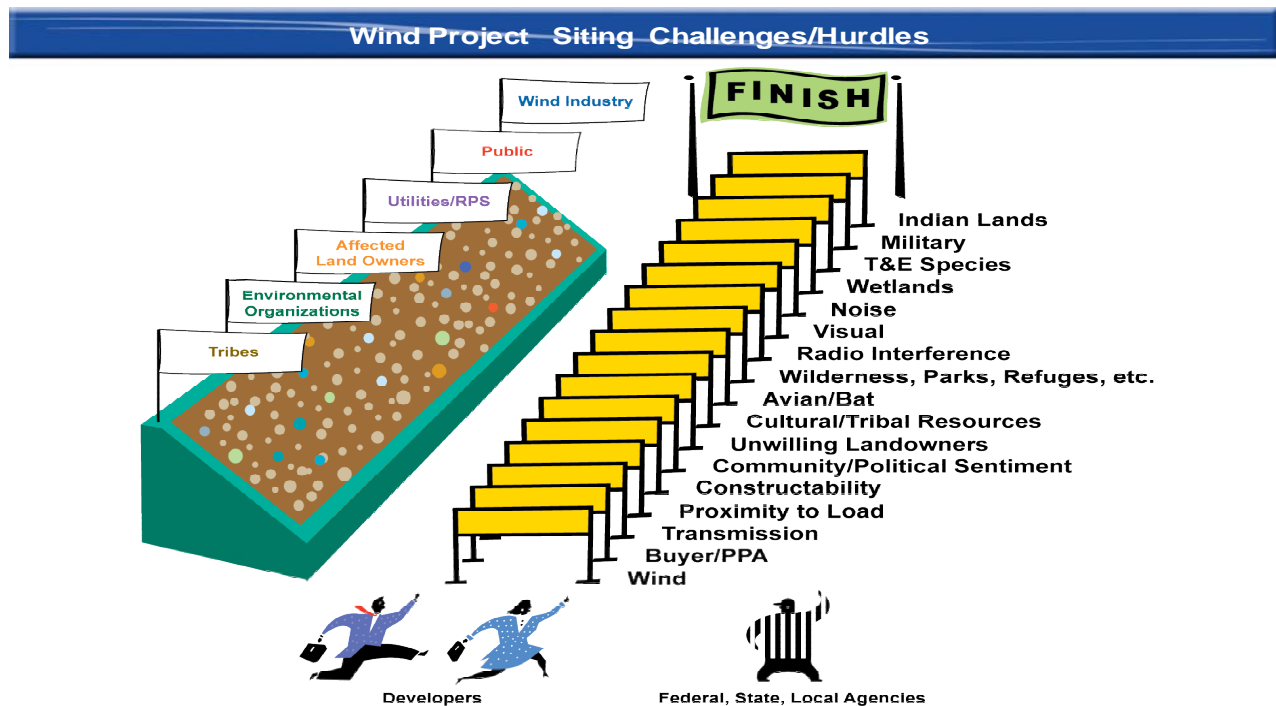 Wind Project Siting Challenges/Hurdles
Wind Industry
Public
Utilities/RPS
Affected
Land Owners
Environmental
Organizations
Tribes
FINISH
Indian Lands
Military
T&E Species
Wetlands
Noise
Visual
Radio Interference
Wilderness, Parks, Refuges, etc.
Avian/Bat
Cultural/Tribal Resources
Unwilling Landowners
Community/Political Sentiment
Constructability
Proximity to Load
Transmission
Buyer/PPA
Wind
Developers
Federal, State, Local Agencies